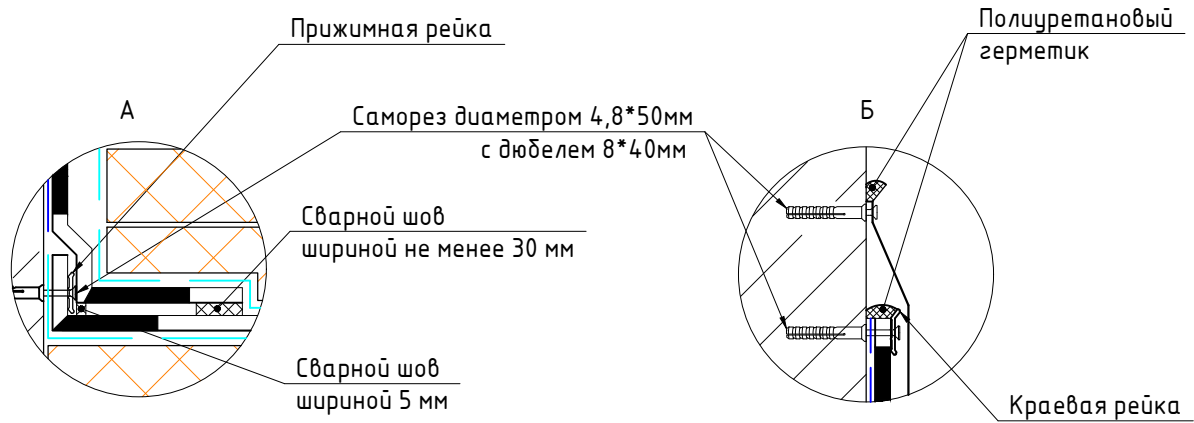 Прижимная рейка
Полиуретановый
герметик
А
Саморез диаметром 4,8*50мм
с дюбелем 8*40мм
Б
Сварной шов
шириной не менее 30 мм
Сварной шов
шириной 5 мм
Краевая рейка